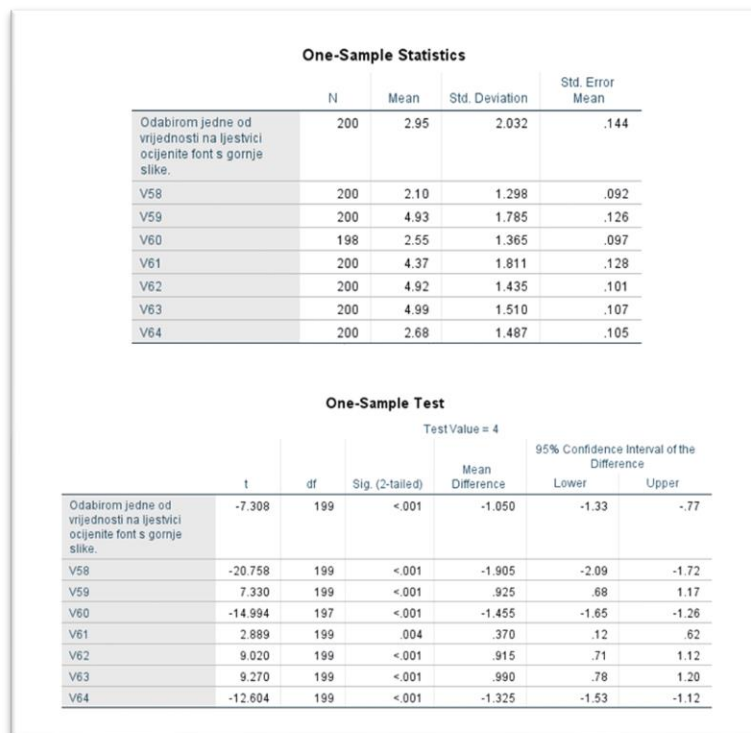 One-Sample Statistics
N Mean Std. Deviation Std. Error Mean
Odabirom jedne od vrijednosti na ljestvici ocijenite font s gornje slike. 200 2.95 2.032 .144
V58 200 2.10 1.298 .092
V59 200 4.93 1.785 .126
V60 198 2.55 1.365 .097
V61 200 4.37 1.811 .128
V62 200 4.92 1.435 .101
V63 200 4.99 1.510 .107
V64 200 2.68 1.487 .105
One-Sample Test
Test Value = 4
95% Confidence Interval of the Difference
t df Sig. (2-tailed) Mean Difference Lower Upper
Odabirom jedne od vrijednosti na ljestvici ocijenite font s gornje slike. -7.308 199 <.001 -1.050 -1.33 -.77
V58 -20.758 199 <.001 -1.905 -2.09 -1.72
V59 7.330 199 <.001 .925 .68 1.17
V60 -14.994 197 <.001 -1.455 -1.65 -1.26
V61 2.889 199 .004 .370 .12 .62
V62 9.020 199 <.001 .915 .71 1.12
V63 9.270 199 <.001 .990 .78 1.20
V64 -12.604 199 <.001 -1.325 -1.53 -1.12